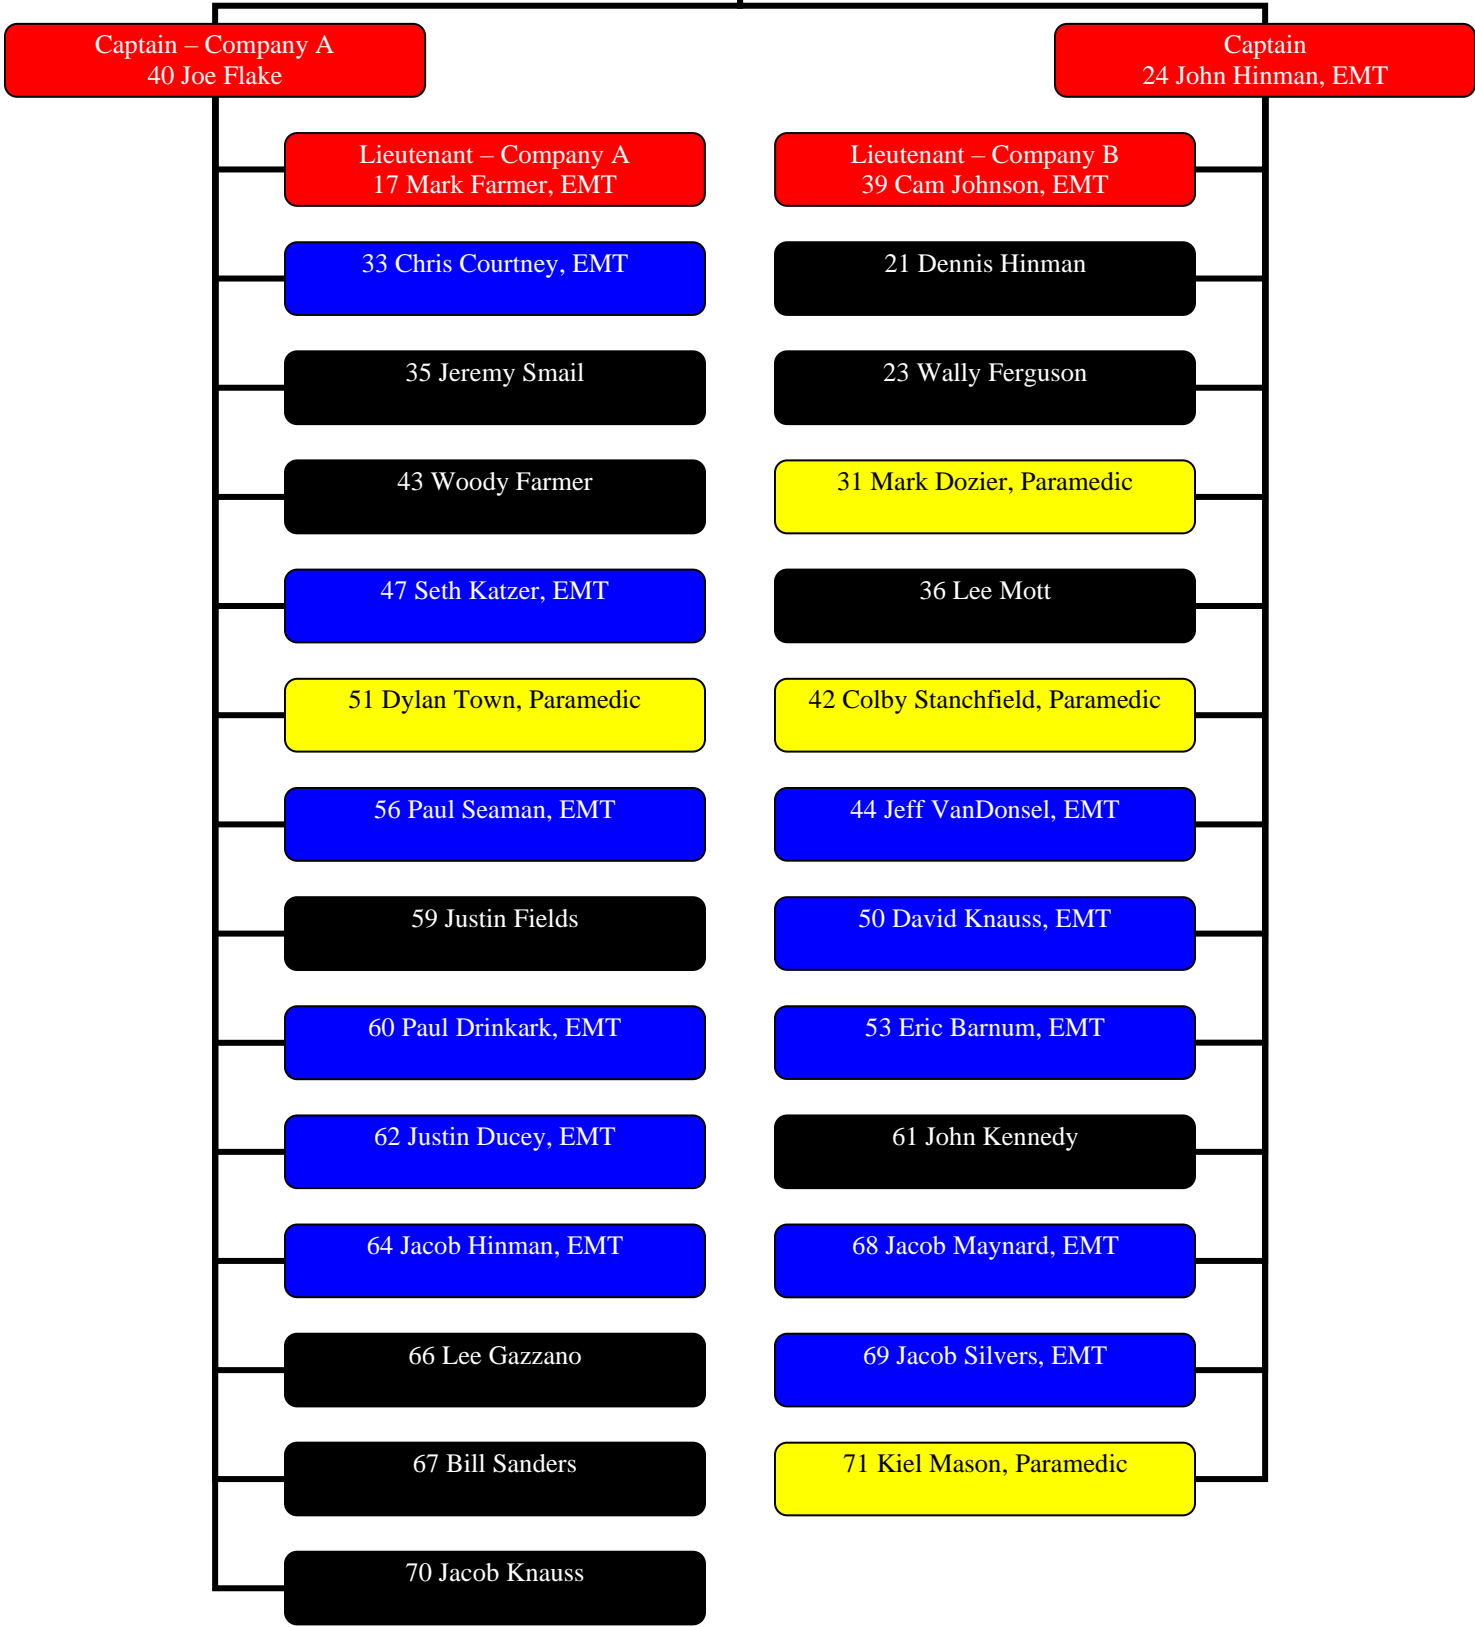 Captain – Company A
40 Joe Flake
Captain
24 John Hinman, EMT
Lieutenant – Company A
17 Mark Farmer, EMT
Lieutenant – Company B
39 Cam Johnson, EMT
33 Chris Courtney, EMT
21 Dennis Hinman
35 Jeremy Smail
23 Wally Ferguson
43 Woody Farmer
31 Mark Dozier, Paramedic
47 Seth Katzer, EMT
36 Lee Mott
51 Dylan Town, Paramedic
42 Colby Stanchfield, Paramedic
56 Paul Seaman, EMT
44 Jeff VanDonsel, EMT
59 Justin Fields
50 David Knauss, EMT
60 Paul Drinkark, EMT
53 Eric Barnum, EMT
62 Justin Ducey, EMT
61 John Kennedy
64 Jacob Hinman, EMT
68 Jacob Maynard, EMT
66 Lee Gazzano
69 Jacob Silvers, EMT
67 Bill Sanders
71 Kiel Mason, Paramedic
70 Jacob Knauss